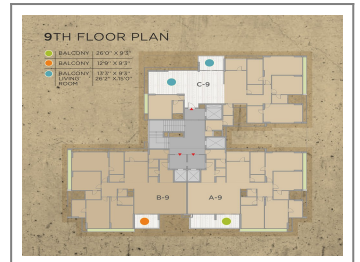 9TH FLOOR PLAN
BALCONY 26'0" X 9'3"
BALCONY 12'9" X 9'3"
BALCONY 13'3" X 9'3"
LIVING ROOM 26'2" X 15'0"
C-9
B-9
A-9